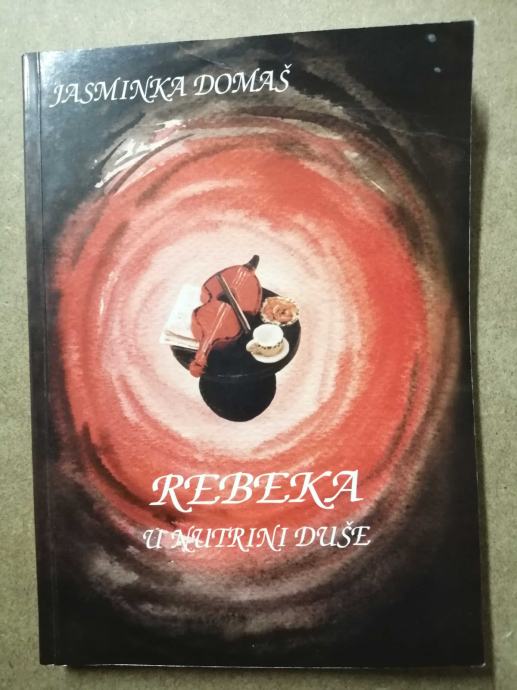 JASMINKA DOMAŠ
REBEKA
U NUTRINI DUŠE